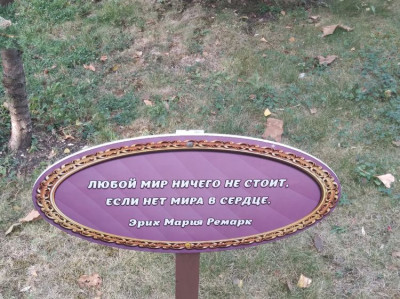 ЛЮБОЙ МИР НИЧЕГО НЕ СТОИТ,
ЕСЛИ НЕТ МИРА В СЕРДЦЕ.
Эрих Мария Ремарк